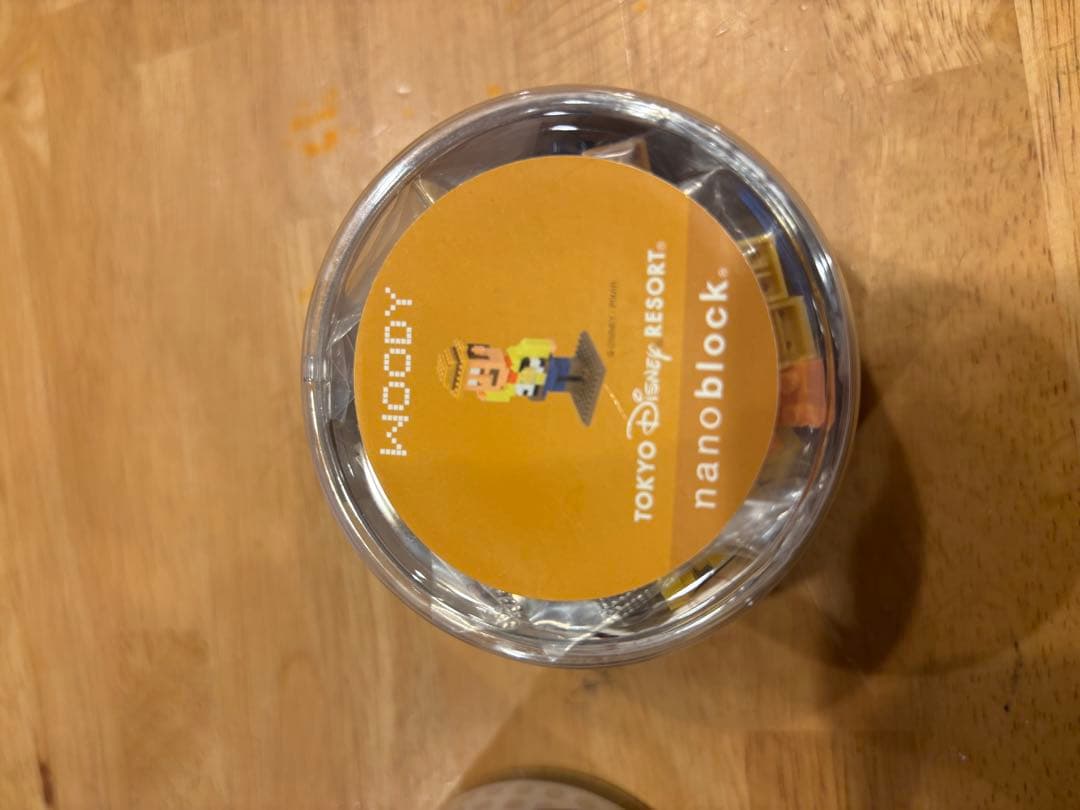 WOODY
©DISNEY / PIXAR
TOKYO Disney RESORT®
nanoblock®